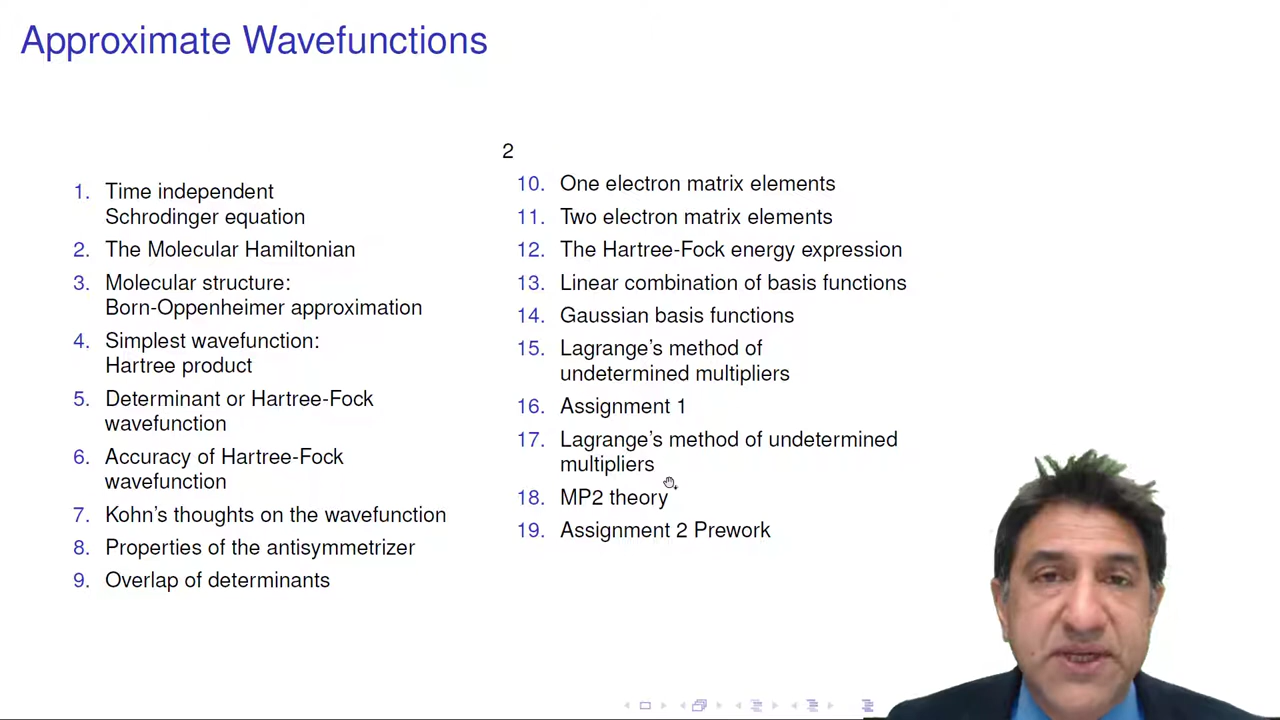 Approximate Wavefunctions
1. Time independent
Schrodinger equation
2. The Molecular Hamiltonian
3. Molecular structure:
Born-Oppenheimer approximation
4. Simplest wavefunction:
Hartree product
5. Determinant or Hartree-Fock
wavefunction
6. Accuracy of Hartree-Fock
wavefunction
7. Kohn's thoughts on the wavefunction
8. Properties of the antisymmetrizer
9. Overlap of determinants
2
10. One electron matrix elements
11. Two electron matrix elements
12. The Hartree-Fock energy expression
13. Linear combination of basis functions
14. Gaussian basis functions
15. Lagrange's method of
undetermined multipliers
16. Assignment 1
17. Lagrange's method of undetermined
multipliers
18. MP2 theory
19. Assignment 2 Prework